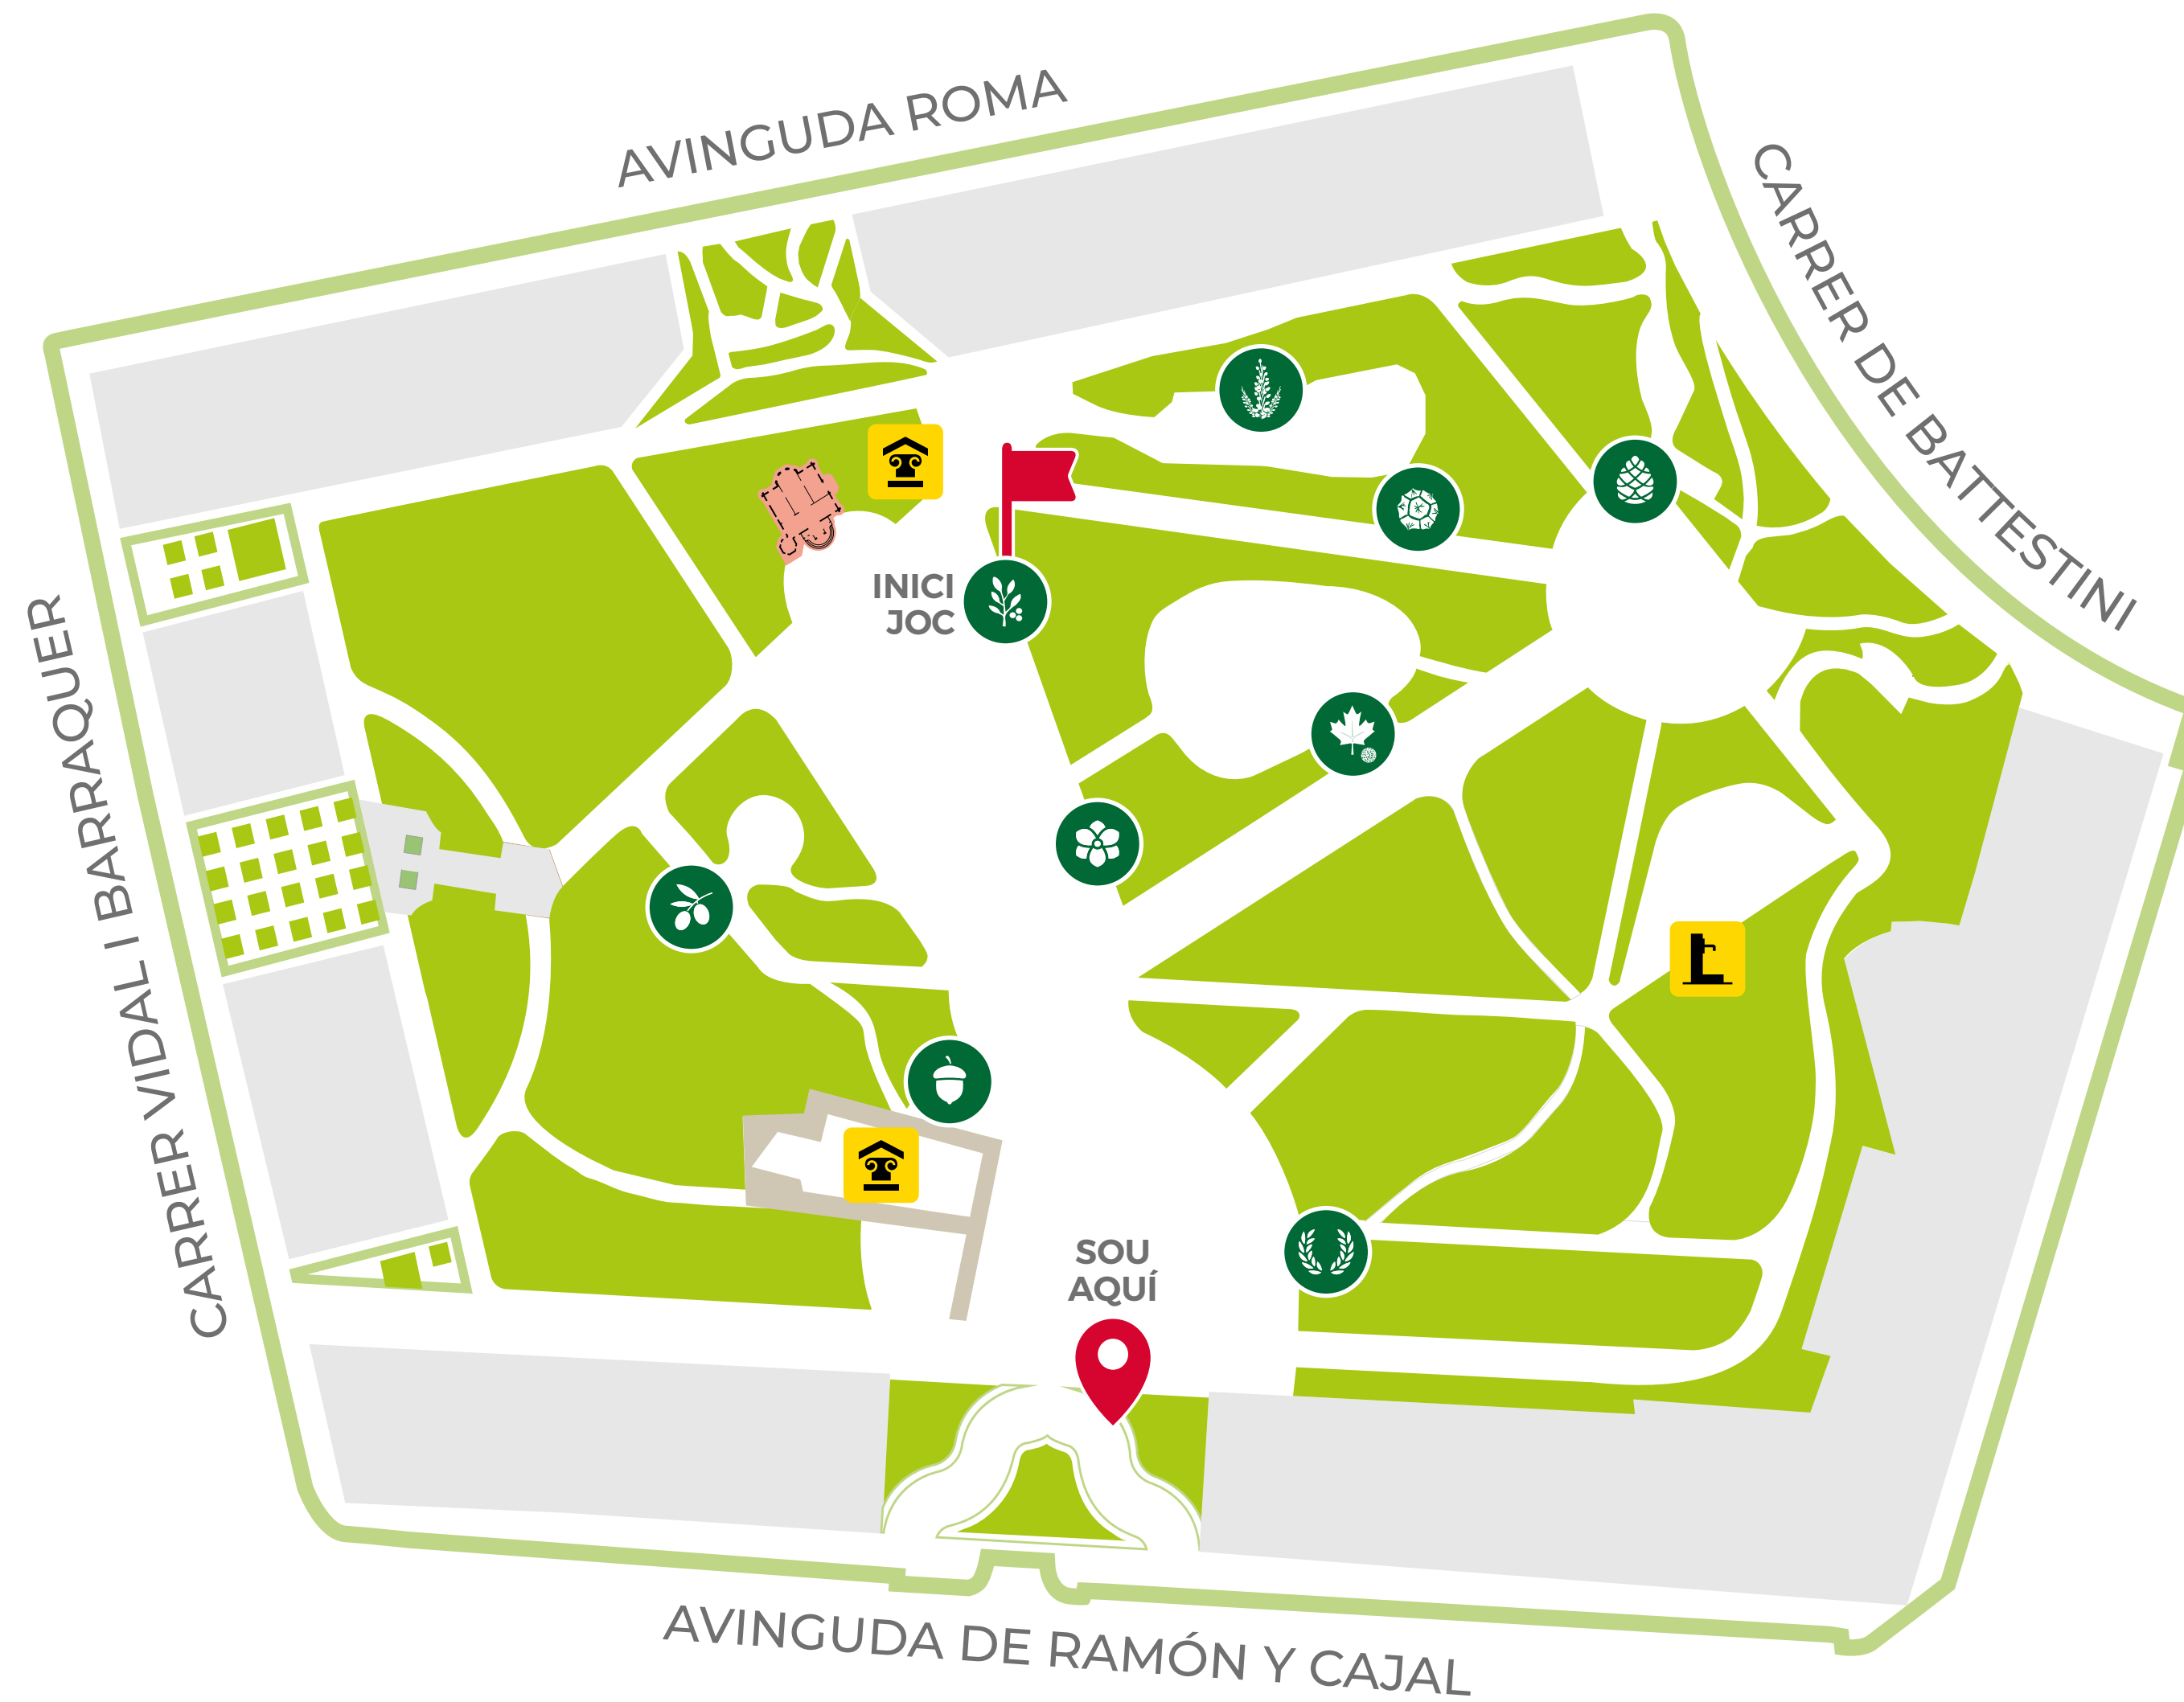 AVINGUDA ROMA
CARRER DE BATTESTINI
CARRER VIDAL I BARRAQUER
INICI
JOC
SOU
AQUÍ
AVINGUDA DE RAMÓN Y CAJAL